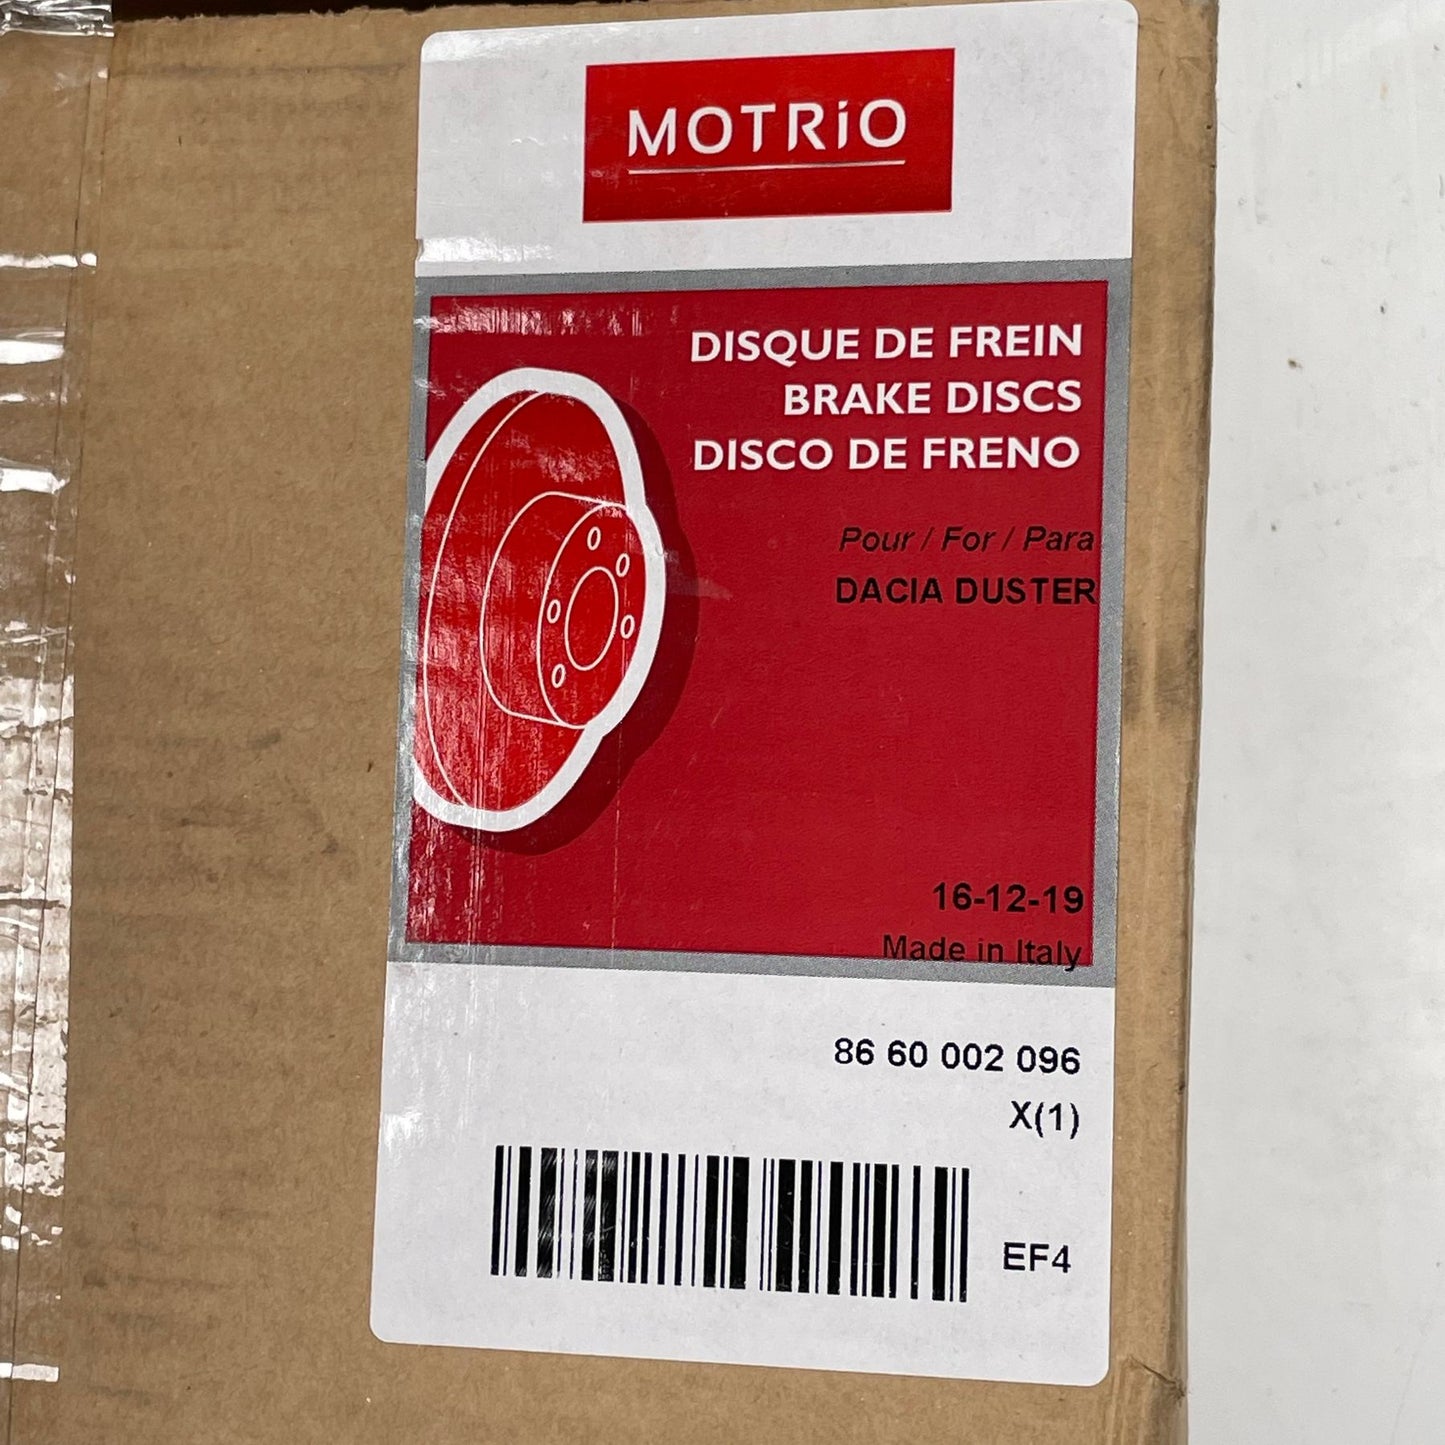 MOTRiO
DISQUE DE FREIN
BRAKE DISCS
DISCO DE FRENO
Pour / For / Para
DACIA DUSTER
16-12-19
Made in Italy
86 60 002 096
X(1)
EF4